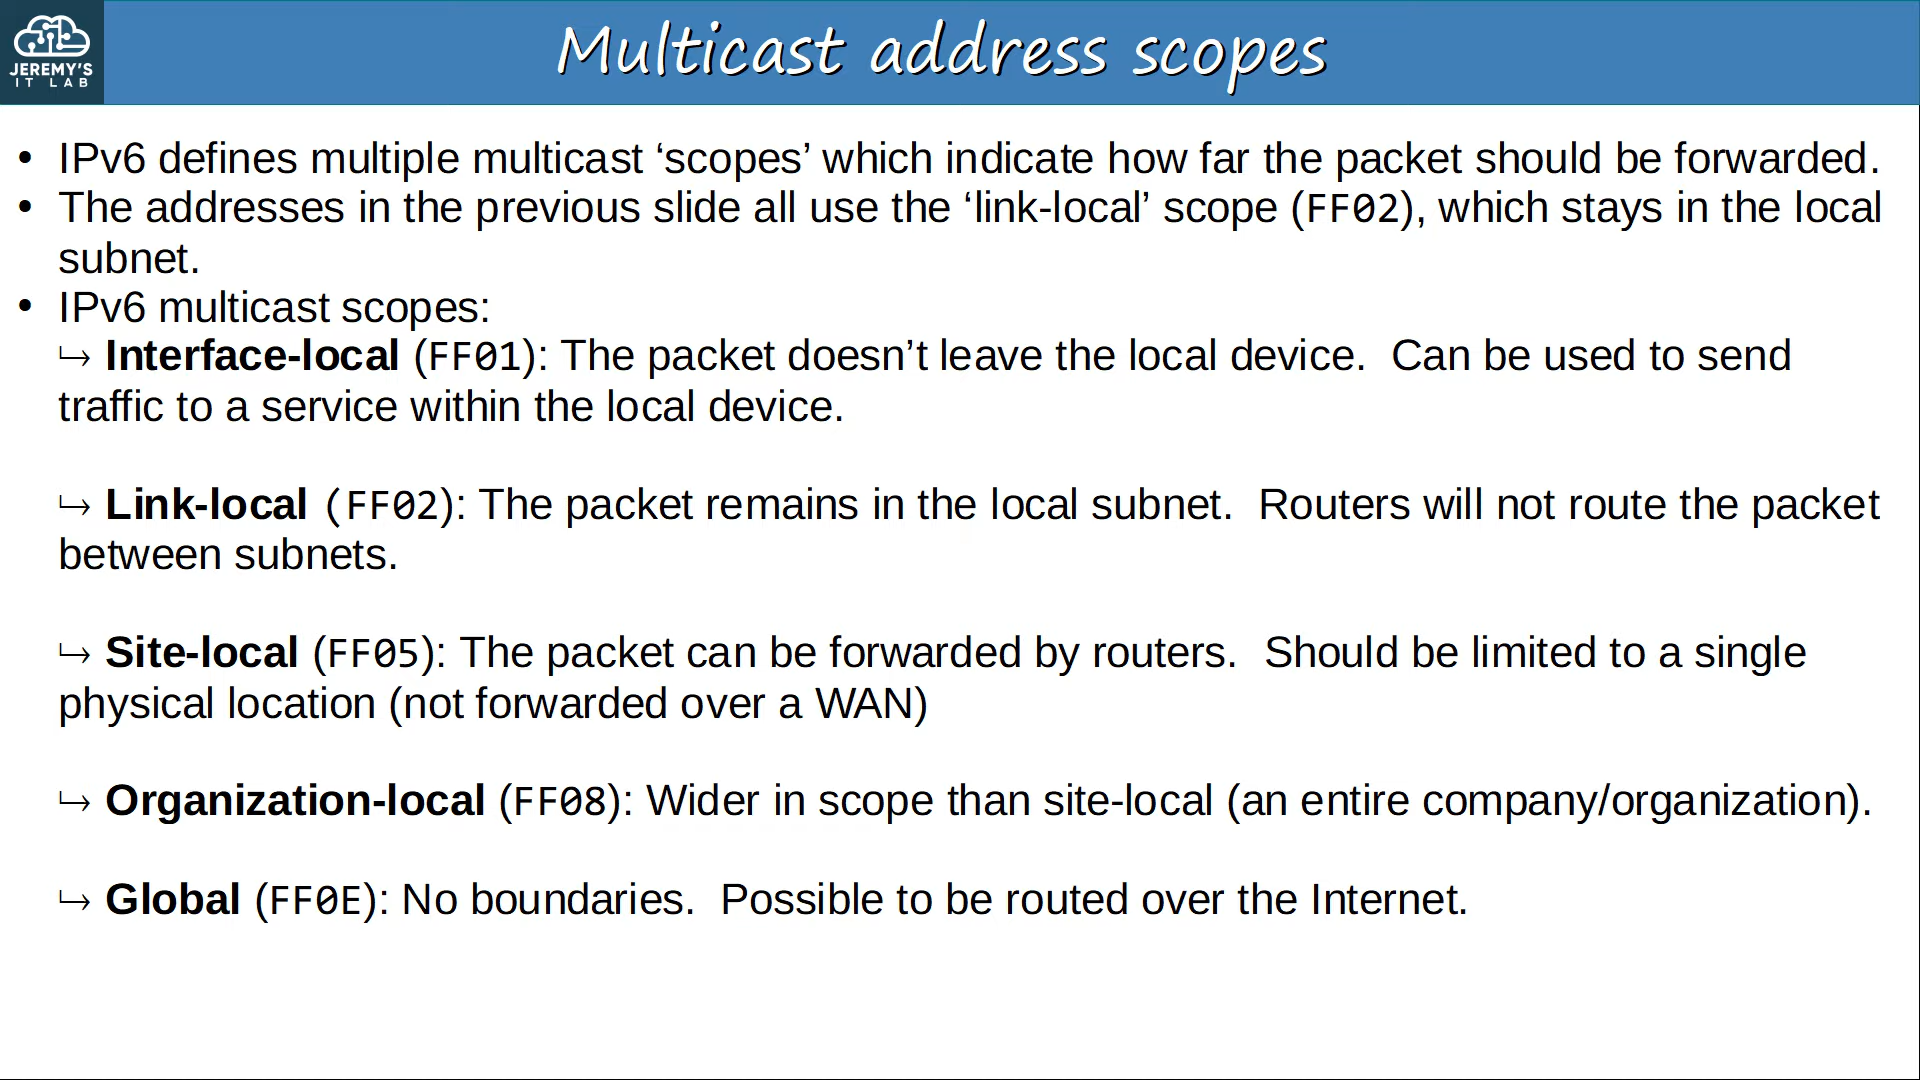 JEREMY'S
IT LAB
Multicast address scopes
• IPv6 defines multiple multicast ‘scopes’ which indicate how far the packet should be forwarded.
• The addresses in the previous slide all use the ‘link-local’ scope (FF02), which stays in the local
subnet.
• IPv6 multicast scopes:
↪ Interface-local (FF01): The packet doesn’t leave the local device.  Can be used to send
traffic to a service within the local device.
↪ Link-local (FF02): The packet remains in the local subnet.  Routers will not route the packet
between subnets.
↪ Site-local (FF05): The packet can be forwarded by routers.  Should be limited to a single
physical location (not forwarded over a WAN)
↪ Organization-local (FF08): Wider in scope than site-local (an entire company/organization).
↪ Global (FF0E): No boundaries.  Possible to be routed over the Internet.